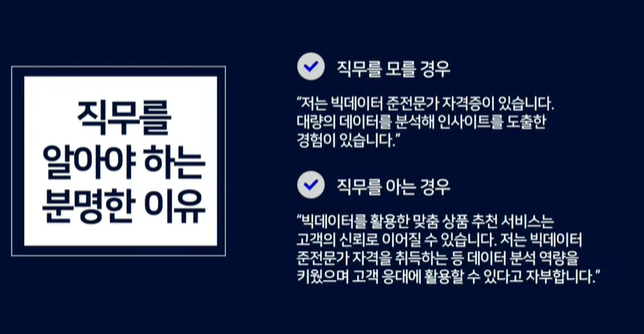 직무를
알아야 하는
분명한 이유
직무를 모를 경우
“저는 빅데이터 준전문가 자격증이 있습니다.
대량의 데이터를 분석해 인사이트를 도출한
경험이 있습니다.”
직무를 아는 경우
“빅데이터를 활용한 맞춤 상품 추천 서비스는
고객의 신뢰로 이어질 수 있습니다. 저는 빅데이터
준전문가 자격을 취득하는 등 데이터 분석 역량을
키웠으며 고객 응대에 활용할 수 있다고 자부합니다.”